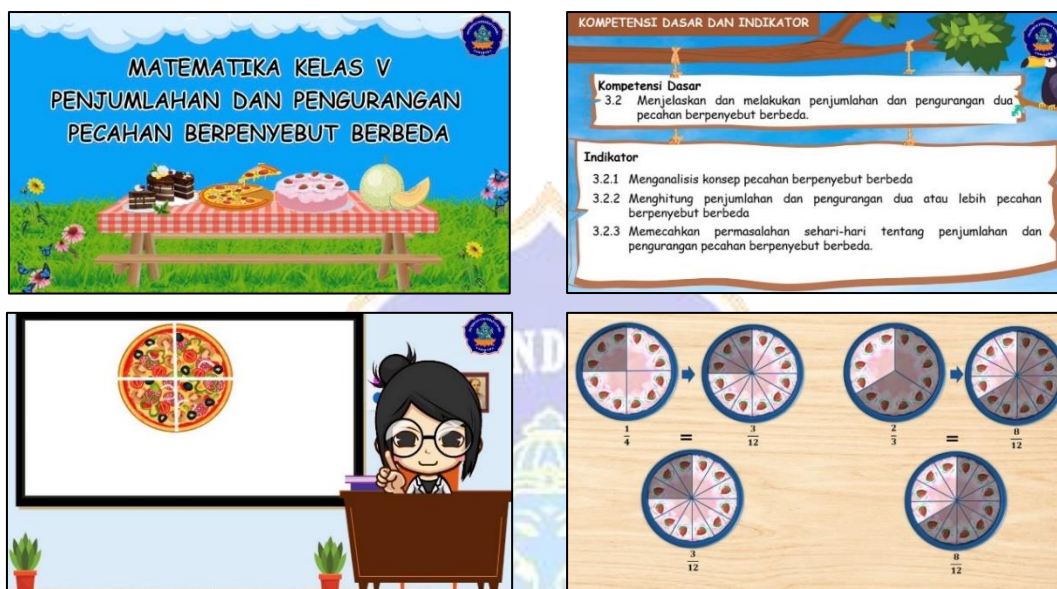 MATEMATIKA KELAS V
PENJUMLAHAN DAN PENGURANGAN
PECAHAN BERPENYEBUT BERBEDA
KOMPETENSI DASAR DAN INDIKATOR
Kompetensi Dasar
3.2 Menjelaskan dan melakukan penjumlahan dan pengurangan dua
pecahan berpenyebut berbeda.
Indikator
3.2.1 Menganalisis konsep pecahan berpenyebut berbeda
3.2.2 Menghitung penjumlahan dan pengurangan dua atau lebih pecahan
berpenyebut berbeda
3.2.3 Memecahkan permasalahan sehari-hari tentang penjumlahan dan
pengurangan pecahan berpenyebut berbeda.
1/4 = 3/12 2/3 = 8/12
3/12 8/12